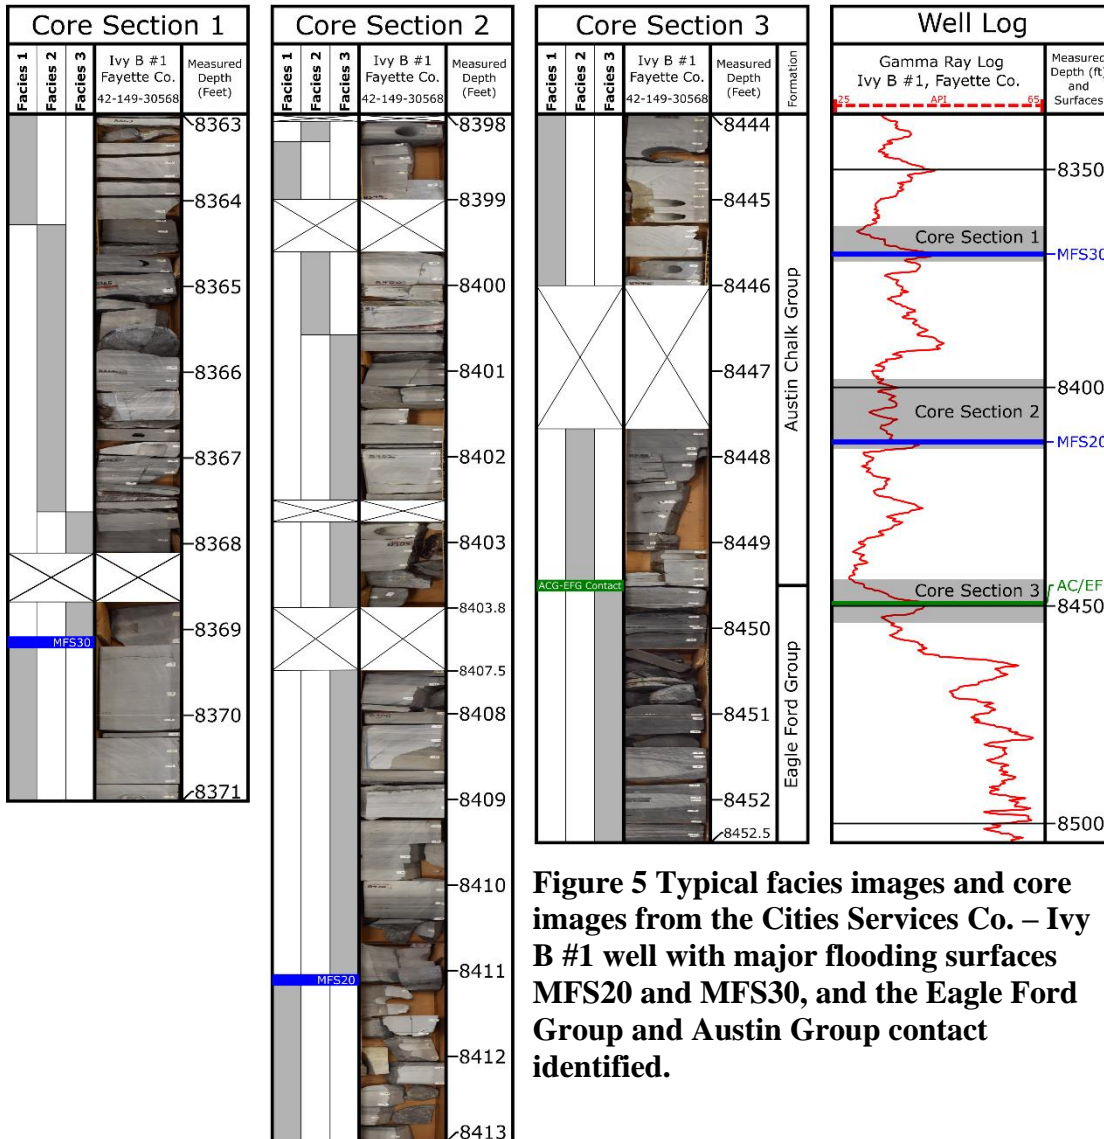 Core Section 1
Facies 1
Facies 2
Facies 3
Ivy B #1
Fayette Co.
42-149-30568
Measured
Depth
(Feet)
8363
8364
8365
8366
8367
8368
8369
MFS30
8370
8371
Core Section 2
Facies 1
Facies 2
Facies 3
Ivy B #1
Fayette Co.
42-149-30568
Measured
Depth
(Feet)
8398
8399
8400
8401
8402
8403
8403.8
8407.5
8408
8409
8410
8411
MFS20
8412
8413
Core Section 3
Facies 1
Facies 2
Facies 3
Ivy B #1
Fayette Co.
42-149-30568
Measured
Depth
(Feet)
Formation
8444
8445
8446
8447
8448
8449
ACG-EFG Contact
8450
8451
8452
8452.5
Austin Chalk Group
Eagle Ford Group
Well Log
Gamma Ray Log
Ivy B #1, Fayette Co.
25 API 65
Measured
Depth (ft)
and
Surfaces
8350
Core Section 1
MFS30
8400
Core Section 2
MFS20
Core Section 3
AC/EF
8450
8500
Figure 5 Typical facies images and core
images from the Cities Services Co. – Ivy
B #1 well with major flooding surfaces
MFS20 and MFS30, and the Eagle Ford
Group and Austin Group contact
identified.